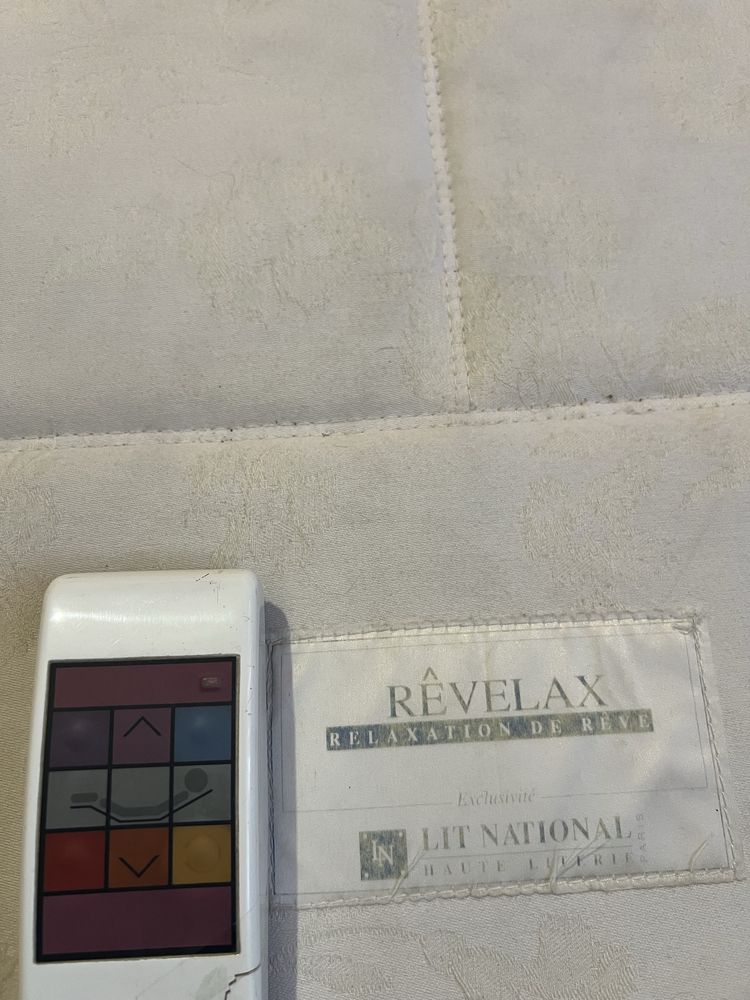 RÊVELAX
RELAXATION DE RÊVE
Exclusivité
LN LIT NATIONAL
HAUTE LITERIE
PARIS